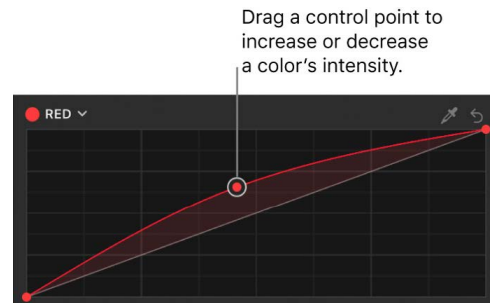 Drag a control point to
increase or decrease
a color’s intensity.
RED